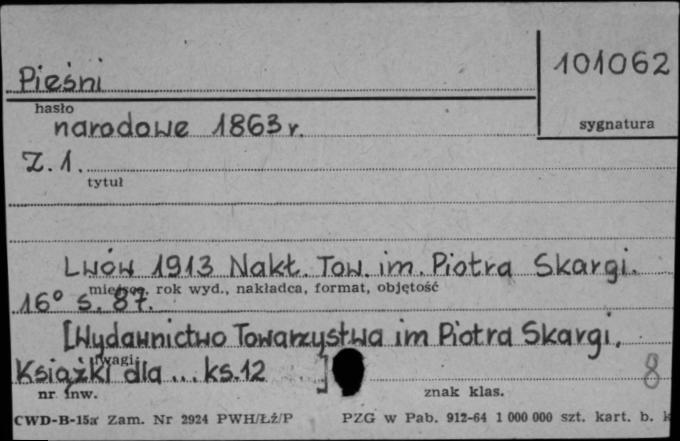 Pieśni
101062
hasło
narodowe 1863 r.
sygnatura
Z. 1.
tytuł
Lwów 1913 Nakł. Tow. im. Piotra Skargi.
miejsce, rok wyd., nakładca, format, objętość
16° s. 87.
[Wydawnictwo Towarzystwa im Piotra Skargi.
uwagi
Książki dla ... ks.12 ]
8
nr inw.
znak klas.
CWD-B-15a Zam. Nr 2924 PWH/Łż/P PZG w Pab. 912-64 1 000 000 szt. kart. b. k